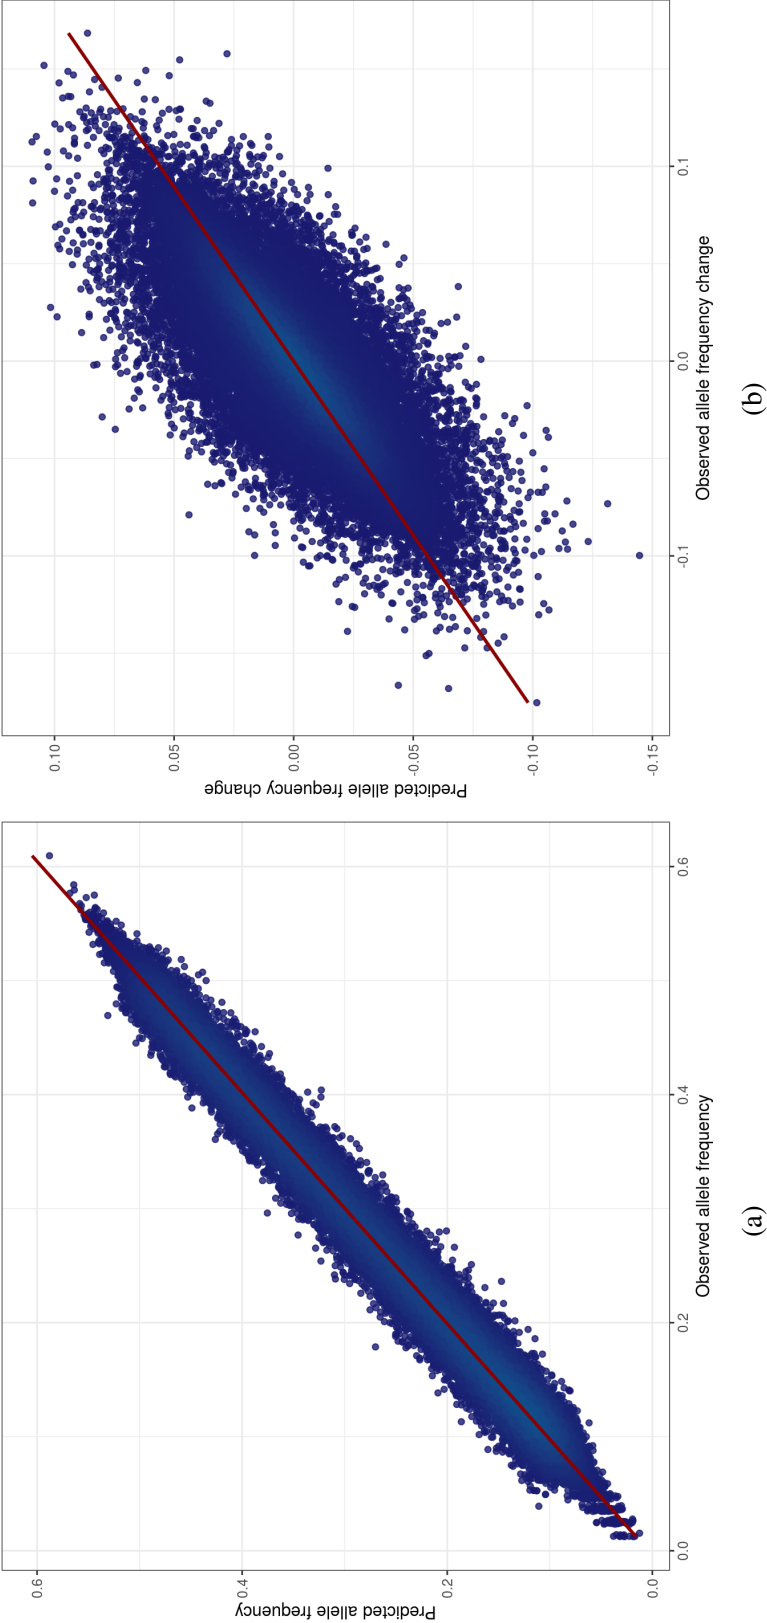 0.6
0.4
0.2
0.0
Predicted allele frequency
0.0
0.2
0.4
0.6
Observed allele frequency
(a)
0.10
0.05
0.00
-0.05
-0.10
-0.15
Predicted allele frequency change
-0.1
0.0
0.1
Observed allele frequency change
(b)